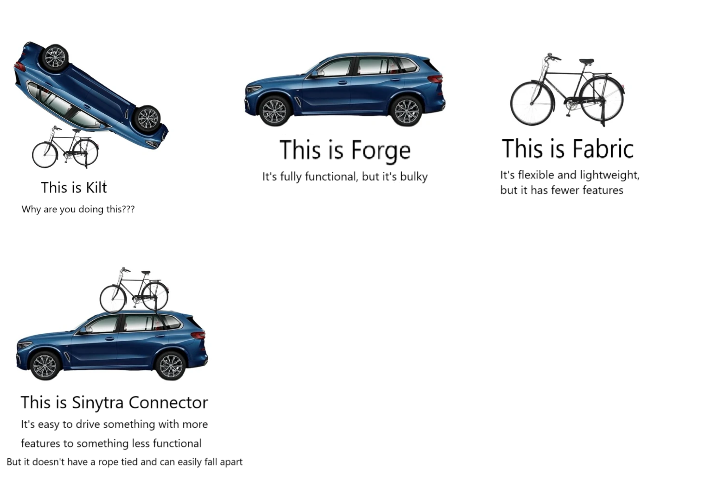 This is Kilt
Why are you doing this???
This is Forge
It's fully functional, but it's bulky
This is Fabric
It's flexible and lightweight,
but it has fewer features
This is Sinytra Connector
It's easy to drive something with more
features to something less functional
But it doesn't have a rope tied and can easily fall apart